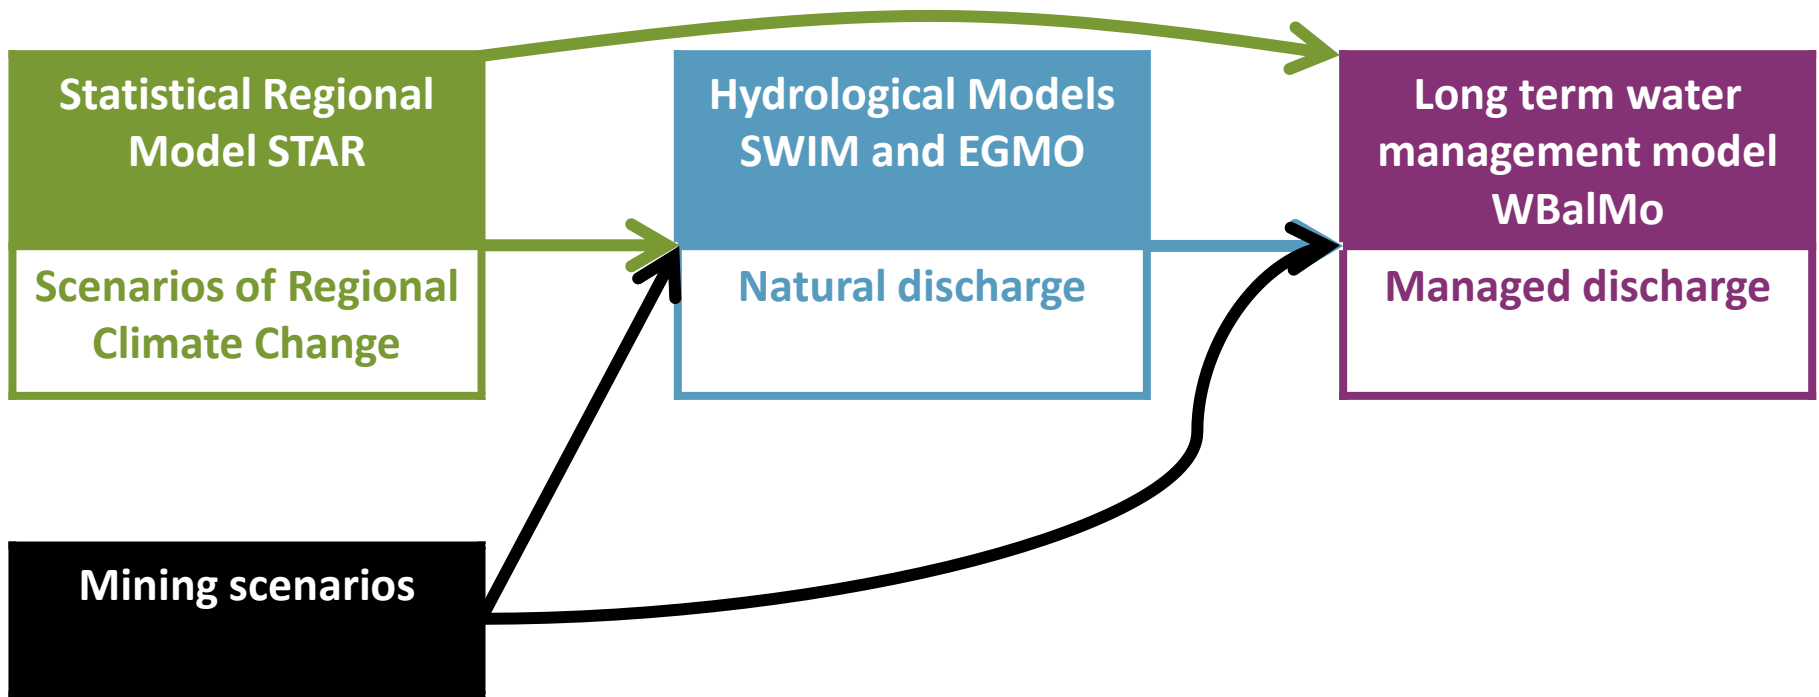 Statistical Regional
Model STAR
Scenarios of Regional
Climate Change
Hydrological Models
SWIM and EGMO
Natural discharge
Long term water
management model
WBalMo
Managed discharge
Mining scenarios